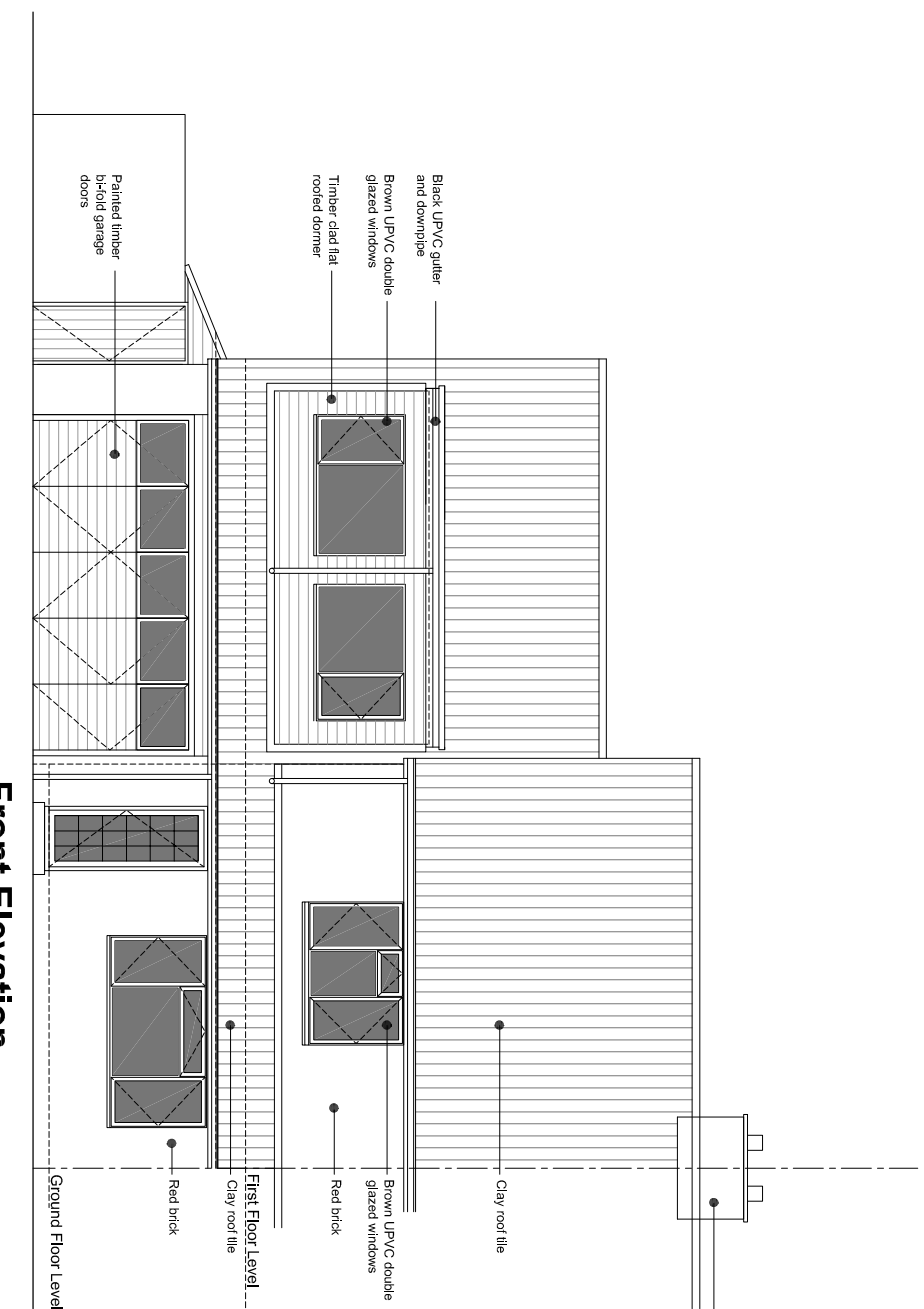 Black UPVC gutter
and downpipe
Brown UPVC double
glazed windows
Timber clad flat
roofed dormer
Painted timber
bi-fold garage
doors
Clay roof tile
Brown UPVC double
glazed windows
Red brick
First Floor Level
Clay roof tile
Red brick
Ground Floor Level
Front Elevation